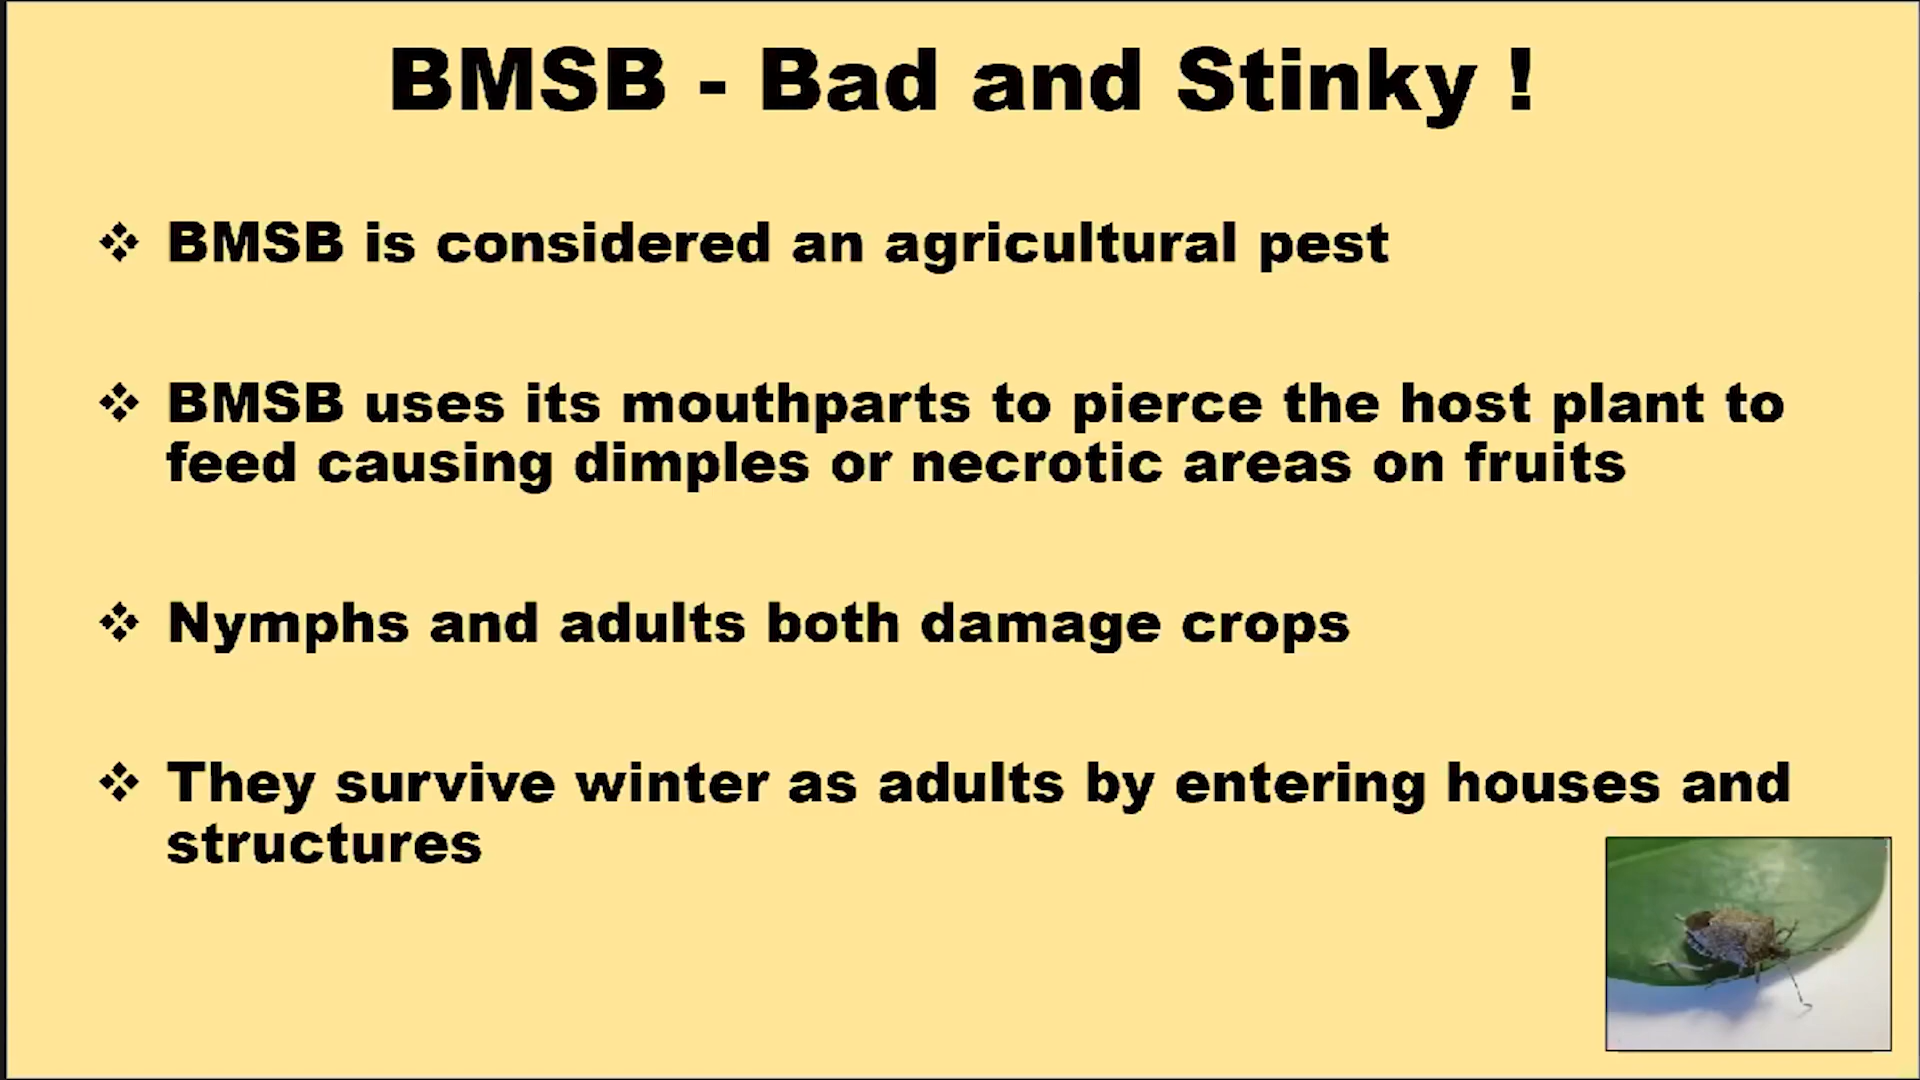 BMSB - Bad and Stinky !
❖ BMSB is considered an agricultural pest
❖ BMSB uses its mouthparts to pierce the host plant to
feed causing dimples or necrotic areas on fruits
❖ Nymphs and adults both damage crops
❖ They survive winter as adults by entering houses and
structures